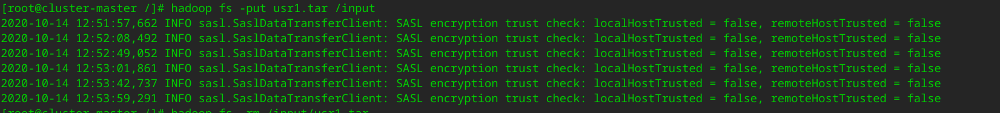 [root@cluster-master /]# hadoop fs -put usr1.tar /input
2020-10-14 12:51:57,662 INFO sasl.SaslDataTransferClient: SASL encryption trust check: localHostTrusted = false, remoteHostTrusted = false
2020-10-14 12:52:08,492 INFO sasl.SaslDataTransferClient: SASL encryption trust check: localHostTrusted = false, remoteHostTrusted = false
2020-10-14 12:52:49,052 INFO sasl.SaslDataTransferClient: SASL encryption trust check: localHostTrusted = false, remoteHostTrusted = false
2020-10-14 12:53:01,861 INFO sasl.SaslDataTransferClient: SASL encryption trust check: localHostTrusted = false, remoteHostTrusted = false
2020-10-14 12:53:42,737 INFO sasl.SaslDataTransferClient: SASL encryption trust check: localHostTrusted = false, remoteHostTrusted = false
2020-10-14 12:53:59,291 INFO sasl.SaslDataTransferClient: SASL encryption trust check: localHostTrusted = false, remoteHostTrusted = false
[root@cluster-master /]# hadoop fs -rm /input/usr1.tar